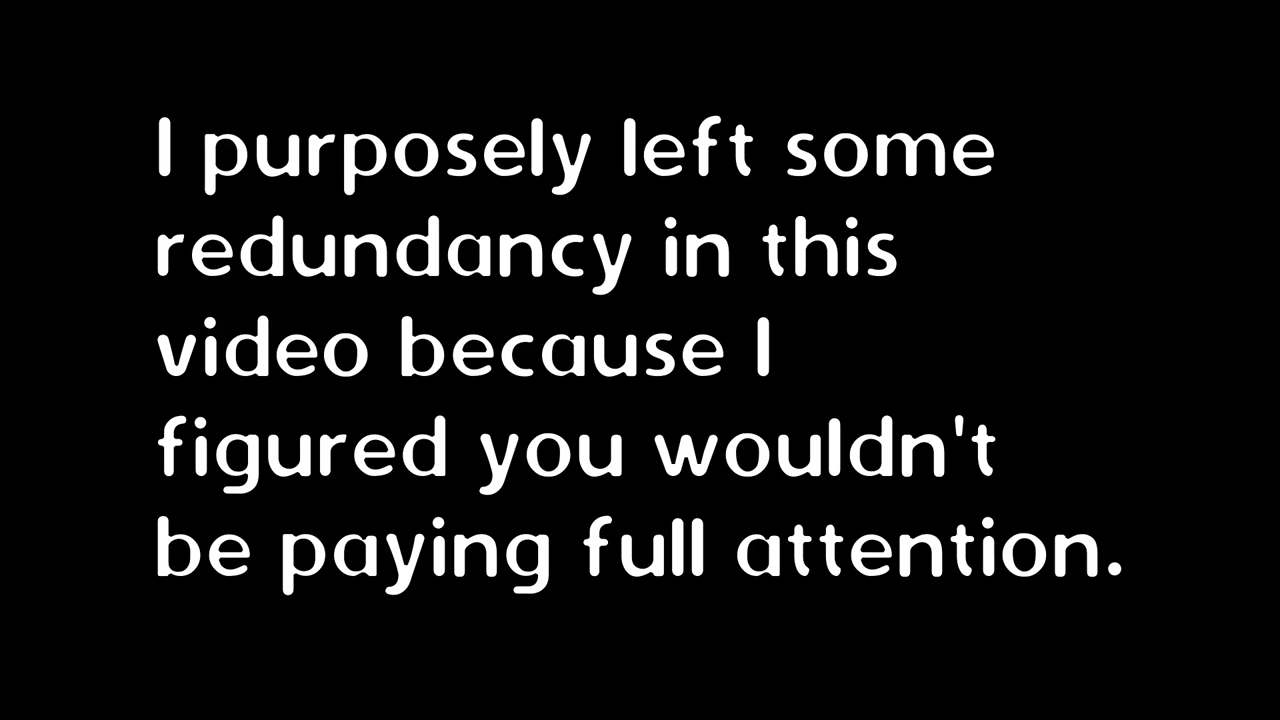 I purposely left some
redundancy in this
video because I
figured you wouldn't
be paying full attention.